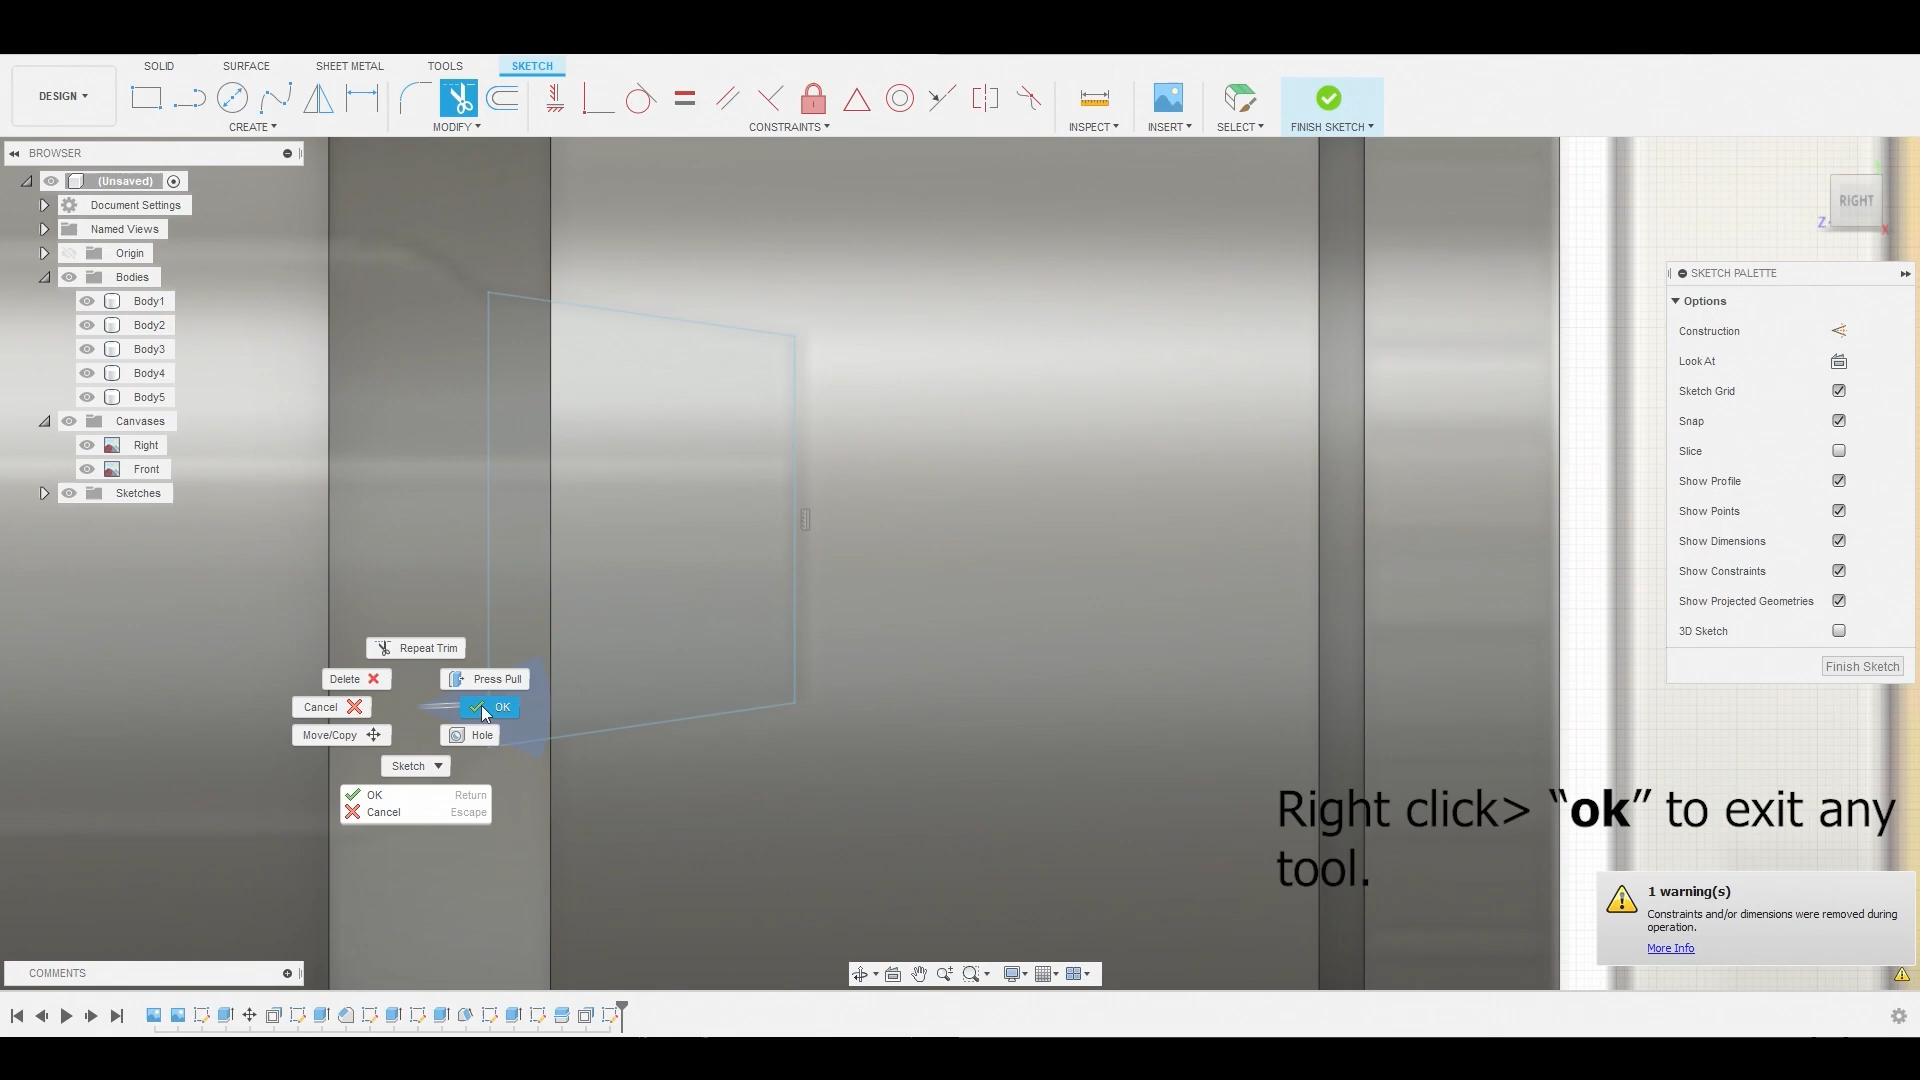 SOLID SURFACE SHEET METAL TOOLS SKETCH
DESIGN
CREATE MODIFY CONSTRAINTS INSPECT INSERT SELECT FINISH SKETCH
BROWSER
(Unsaved)
Document Settings
Named Views
Origin
Bodies
Body1
Body2
Body3
Body4
Body5
Canvases
Right
Front
Sketches
RIGHT
Z
X
SKETCH PALETTE
Options
Construction
Look At
Sketch Grid
Snap
Slice
Show Profile
Show Points
Show Dimensions
Show Constraints
Show Projected Geometries
3D Sketch
Finish Sketch
Repeat Trim
Delete
Press Pull
Cancel
OK
Move/Copy
Hole
Sketch
OK Return
Cancel Escape
Right click> “ok” to exit any
tool.
1 warning(s)
Constraints and/or dimensions were removed during
operation.
More Info
COMMENTS